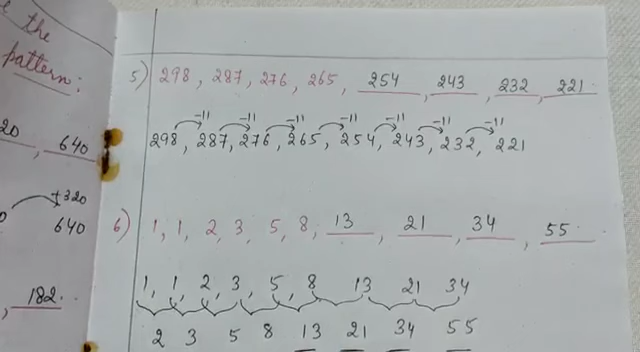 e the
pattern:
20, 640
+320
640
, 182.
5) 298, 287, 276, 265, 254, 243, 232, 221.
-11 -11 -11 -11 -11 -11 -11
298, 287, 276, 265, 254, 243, 232, 221
6) 1, 1, 2, 3, 5, 8, 13, 21, 34, 55.
1, 1, 2, 3, 5, 8 13 21 34
2 3 5 8 13 21 34 55